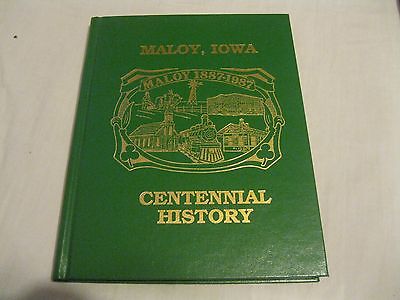 MALOY, IOWA
MALOY 1887-1987
CENTENNIAL
HISTORY